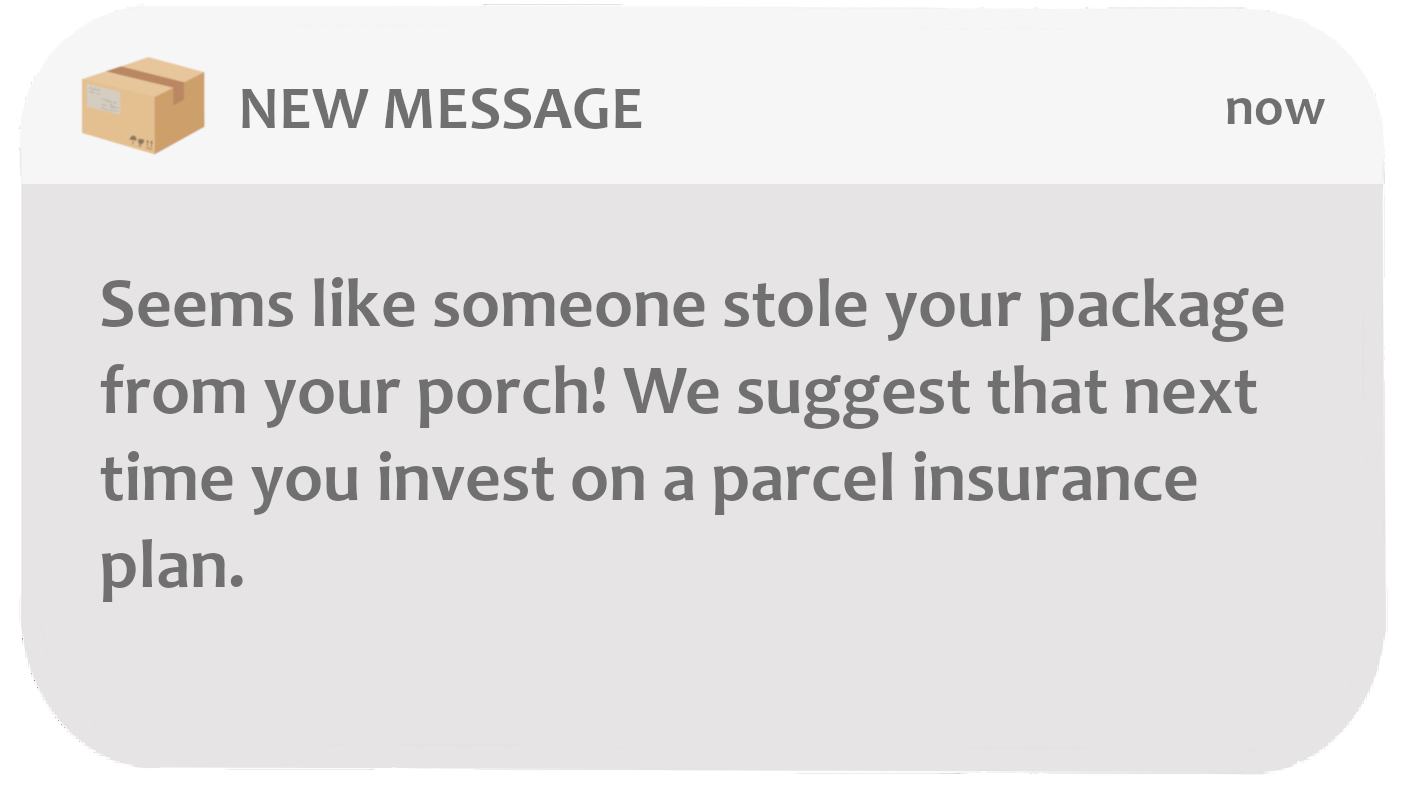 NEW MESSAGE
now
Seems like someone stole your package
from your porch! We suggest that next
time you invest on a parcel insurance
plan.